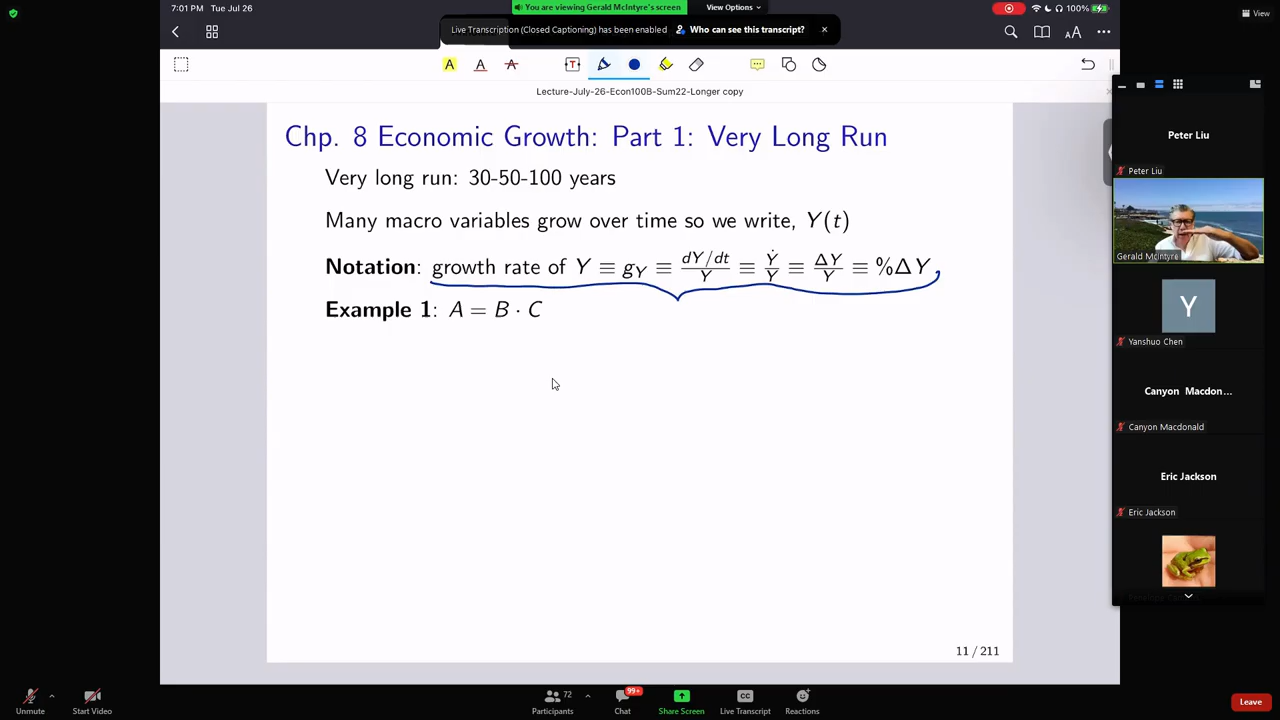 7:01 PM Tue Jul 26
You are viewing Gerald McIntyre's screen
View Options
100%
View
Live Transcription (Closed Captioning) has been enabled
Who can see this transcript?
A A A T
AA
Lecture-July-26-Econ100B-Sum22-Longer copy
Chp. 8 Economic Growth: Part 1: Very Long Run
Very long run: 30-50-100 years
Many macro variables grow over time so we write, Y(t)
Notation: growth rate of Y ≡ g_Y ≡ (dY/dt)/Y ≡ Ẏ/Y ≡ ΔY/Y ≡ %ΔY
Example 1: A = B · C
11 / 211
Peter Liu
Peter Liu
Gerald McIntyre
Y
Yanshuo Chen
Canyon Macdon...
Canyon Macdonald
Eric Jackson
Eric Jackson
Unmute
Start Video
72
Participants
99+
Chat
Share Screen
CC
Live Transcript
Reactions
Leave